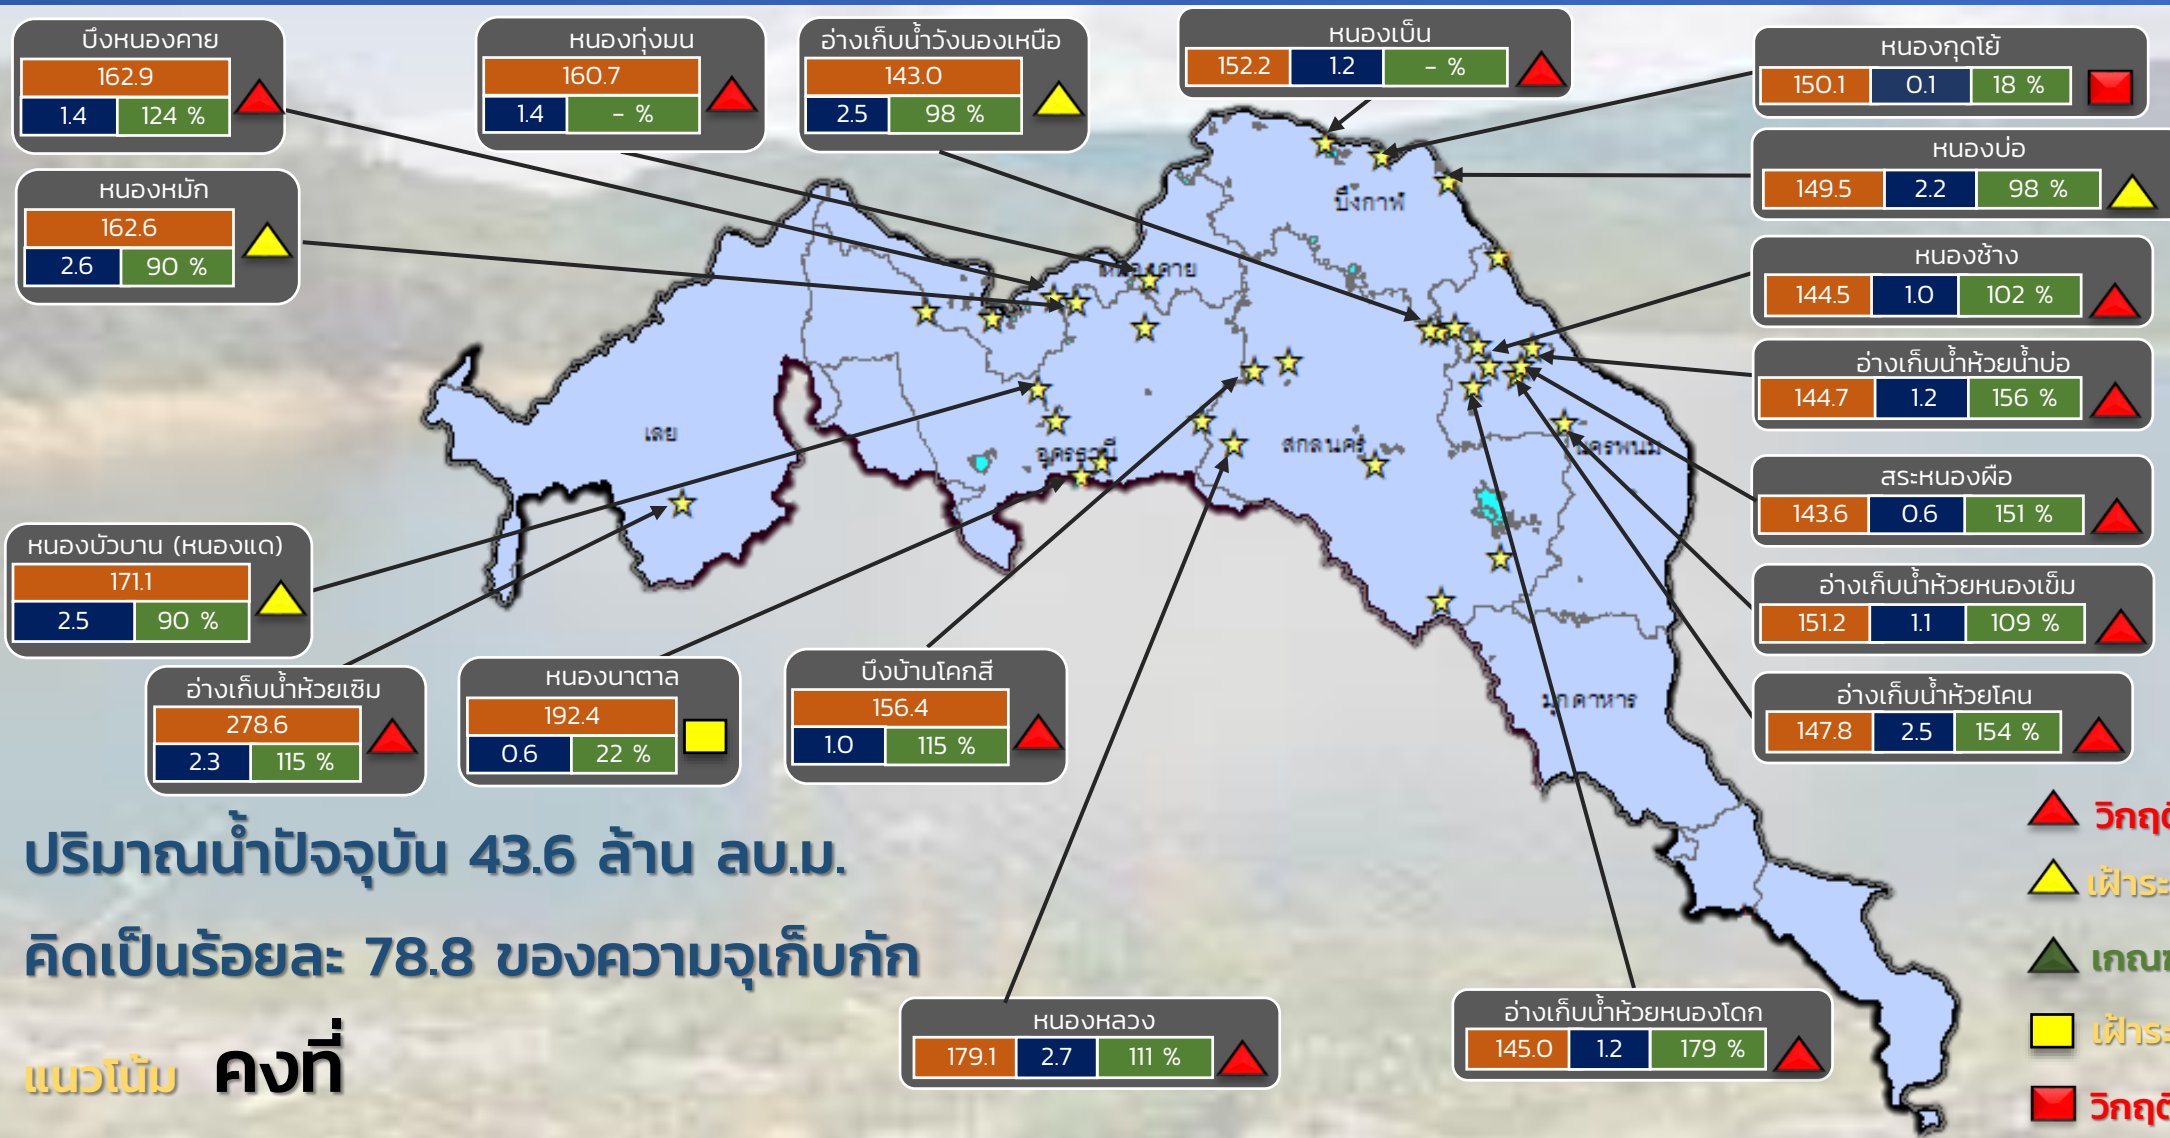 บึงหนองคาย
162.9
1.4 124 %
หนองทุ่งมน
160.7
1.4 - %
อ่างเก็บน้ำวังนองเหนือ
143.0
2.5 98 %
หนองเบ็น
152.2 1.2 - %
หนองกุดโย้
150.1 0.1 18 %
หนองหมัก
162.6
2.6 90 %
หนองบ่อ
149.5 2.2 98 %
หนองช้าง
144.5 1.0 102 %
อ่างเก็บน้ำห้วยน้ำบ่อ
144.7 1.2 156 %
สระหนองผือ
143.6 0.6 151 %
อ่างเก็บน้ำห้วยหนองเข็ม
151.2 1.1 109 %
อ่างเก็บน้ำห้วยโคน
147.8 2.5 154 %
บึงกาฬ
หนองคาย
เลย
อุดรธานี
สกลนคร
นครพนม
มุกดาหาร
หนองบัวบาน (หนองแด)
171.1
2.5 90 %
อ่างเก็บน้ำห้วยเซิม
278.6
2.3 115 %
หนองนาตาล
192.4
0.6 22 %
บึงบ้านโคกสี
156.4
1.0 115 %
ปริมาณน้ำปัจจุบัน 43.6 ล้าน ลบ.ม.
คิดเป็นร้อยละ 78.8 ของความจุเก็บกัก
แนวโน้ม คงที่
หนองหลวง
179.1 2.7 111 %
อ่างเก็บน้ำห้วยหนองโดก
145.0 1.2 179 %